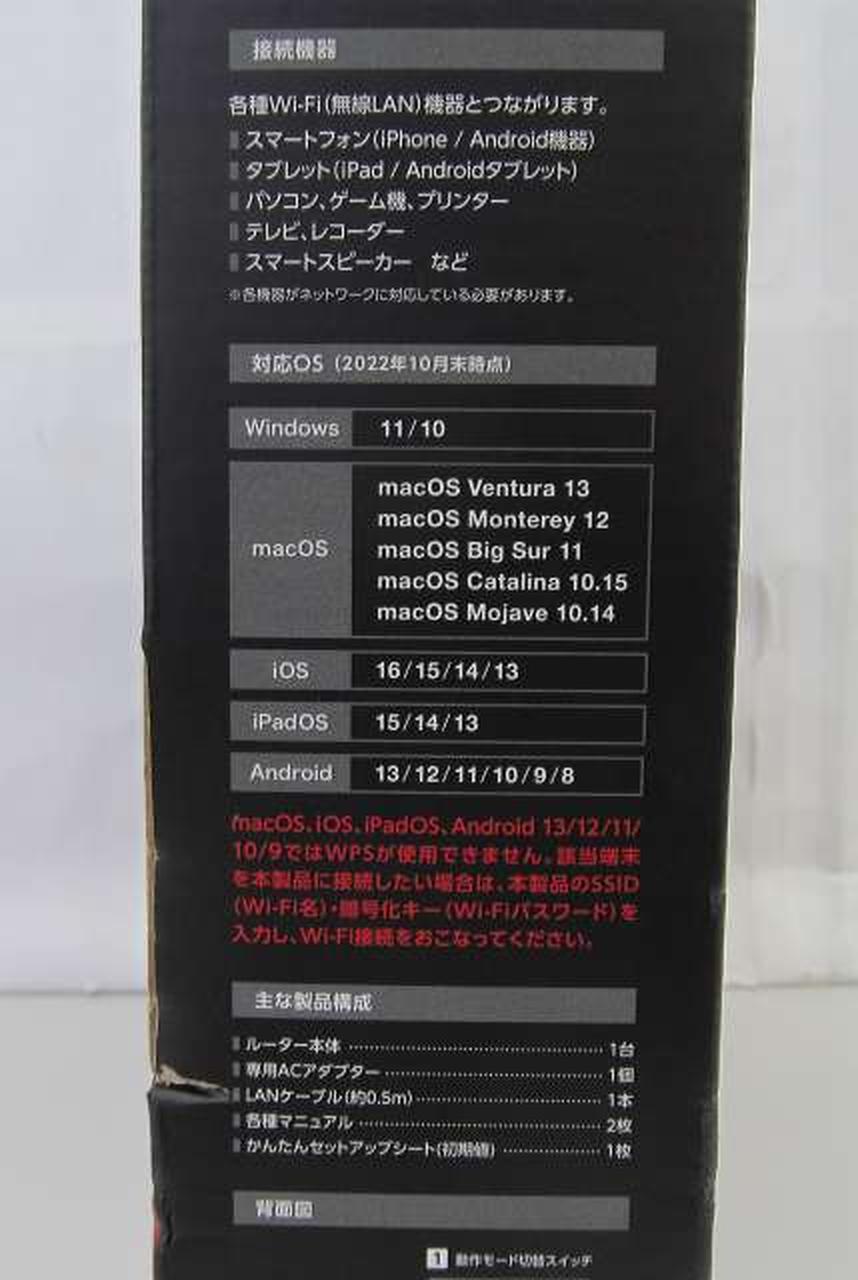 接続機器
各種Wi-Fi(無線LAN)機器とつながります。
スマートフォン(iPhone / Android機器)
タブレット(iPad / Androidタブレット)
パソコン、ゲーム機、プリンター
テレビ、レコーダー
スマートスピーカー など
※各機器がネットワークに対応している必要があります。
対応OS (2022年10月末時点)
Windows 11/10
macOS Ventura 13
macOS Monterey 12
macOS macOS Big Sur 11
macOS Catalina 10.15
macOS Mojave 10.14
iOS 16/15/14/13
iPadOS 15/14/13
Android 13/12/11/10/9/8
macOS、iOS、iPadOS、Android 13/12/11/
10/9ではWPSが使用できません。該当端末
を本製品に接続したい場合は、本製品のSSID
(Wi-Fi名)・暗号化キー(Wi-Fiパスワード)を
入力し、Wi-Fi接続をおこなってください。
主な製品構成
ルーター本体 1台
専用ACアダプター 1個
LANケーブル(約0.5m) 1本
各種マニュアル 2枚
かんたんセットアップシート(初期値) 1枚
背面図
1 動作モード切替スイッチ